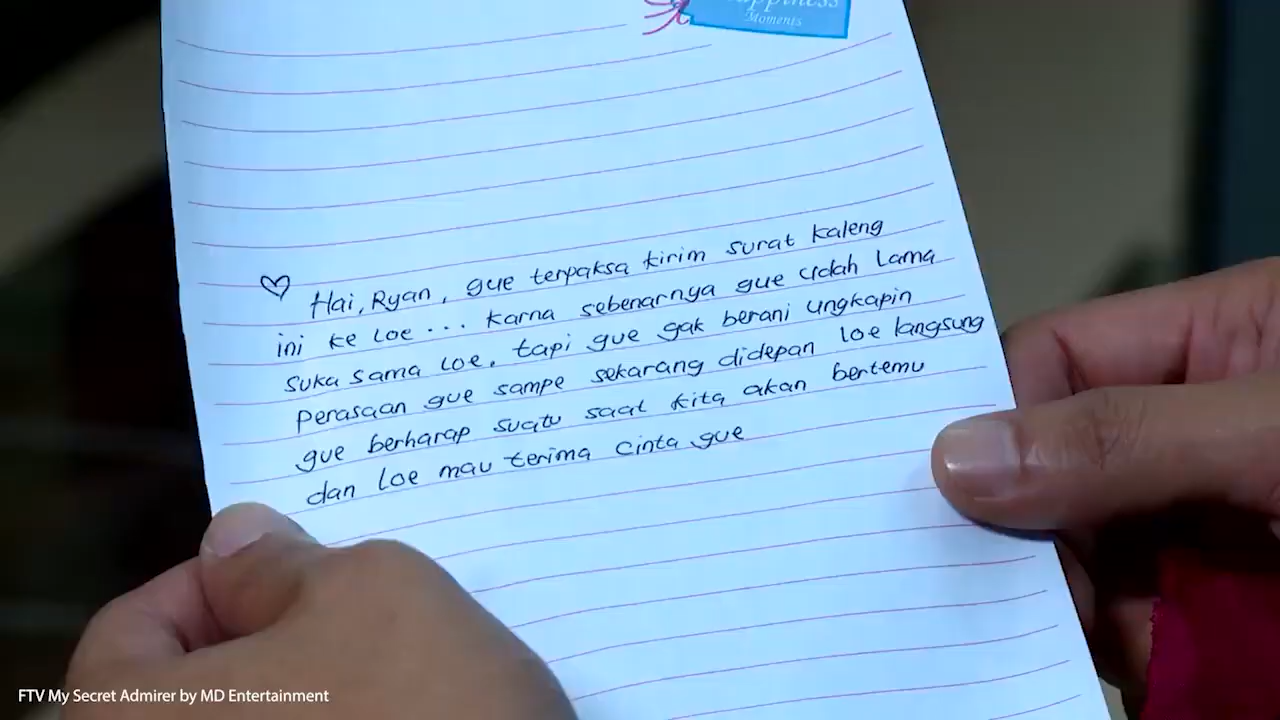 Happiness
Moments
♡ Hai, Ryan, gue terpaksa kirim surat kaleng
ini ke loe... karna sebenarnya gue udah lama
suka sama loe. tapi gue gak berani ungkapin
perasaan gue sampe sekarang didepan loe langsung
gue berharap suatu saat kita akan bertemu
dan loe mau terima cinta gue
FTV My Secret Admirer by MD Entertainment